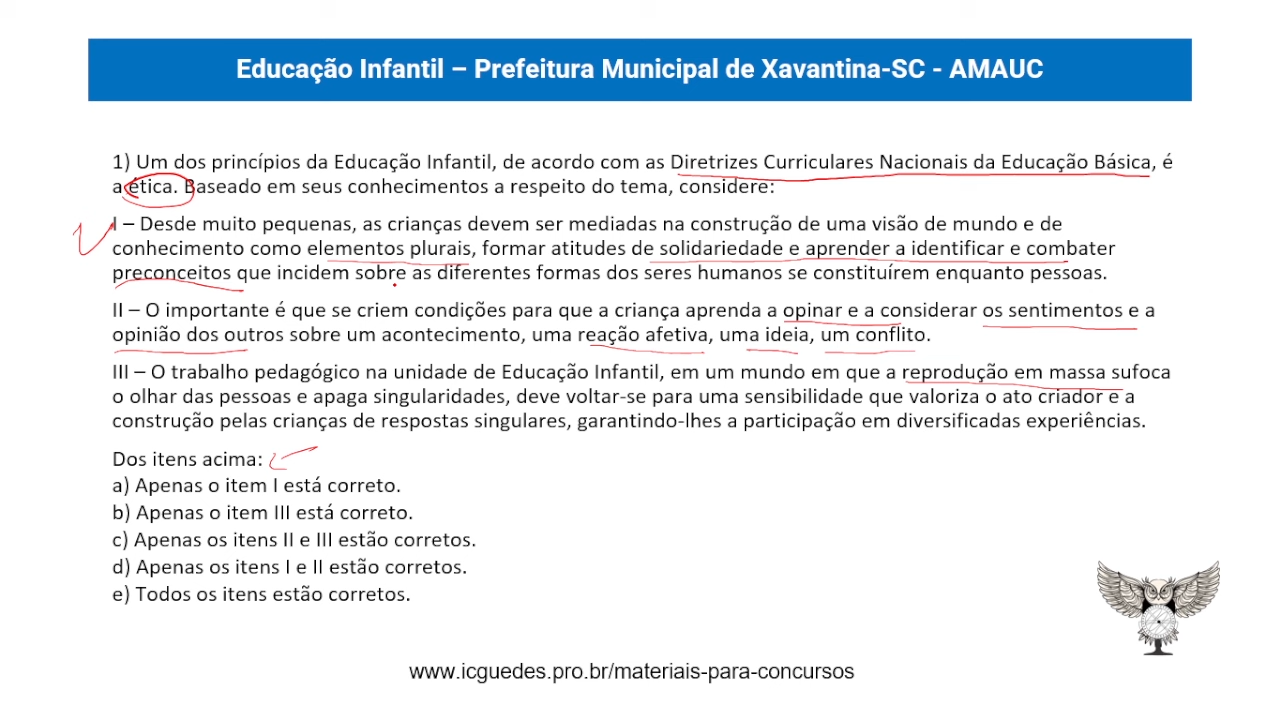 Educação Infantil – Prefeitura Municipal de Xavantina-SC - AMAUC
1) Um dos princípios da Educação Infantil, de acordo com as Diretrizes Curriculares Nacionais da Educação Básica, é
a ética. Baseado em seus conhecimentos a respeito do tema, considere:
I – Desde muito pequenas, as crianças devem ser mediadas na construção de uma visão de mundo e de
conhecimento como elementos plurais, formar atitudes de solidariedade e aprender a identificar e combater
preconceitos que incidem sobre as diferentes formas dos seres humanos se constituírem enquanto pessoas.
II – O importante é que se criem condições para que a criança aprenda a opinar e a considerar os sentimentos e a
opinião dos outros sobre um acontecimento, uma reação afetiva, uma ideia, um conflito.
III – O trabalho pedagógico na unidade de Educação Infantil, em um mundo em que a reprodução em massa sufoca
o olhar das pessoas e apaga singularidades, deve voltar-se para uma sensibilidade que valoriza o ato criador e a
construção pelas crianças de respostas singulares, garantindo-lhes a participação em diversificadas experiências.
Dos itens acima:
a) Apenas o item I está correto.
b) Apenas o item III está correto.
c) Apenas os itens II e III estão corretos.
d) Apenas os itens I e II estão corretos.
e) Todos os itens estão corretos.
www.icguedes.pro.br/materiais-para-concursos